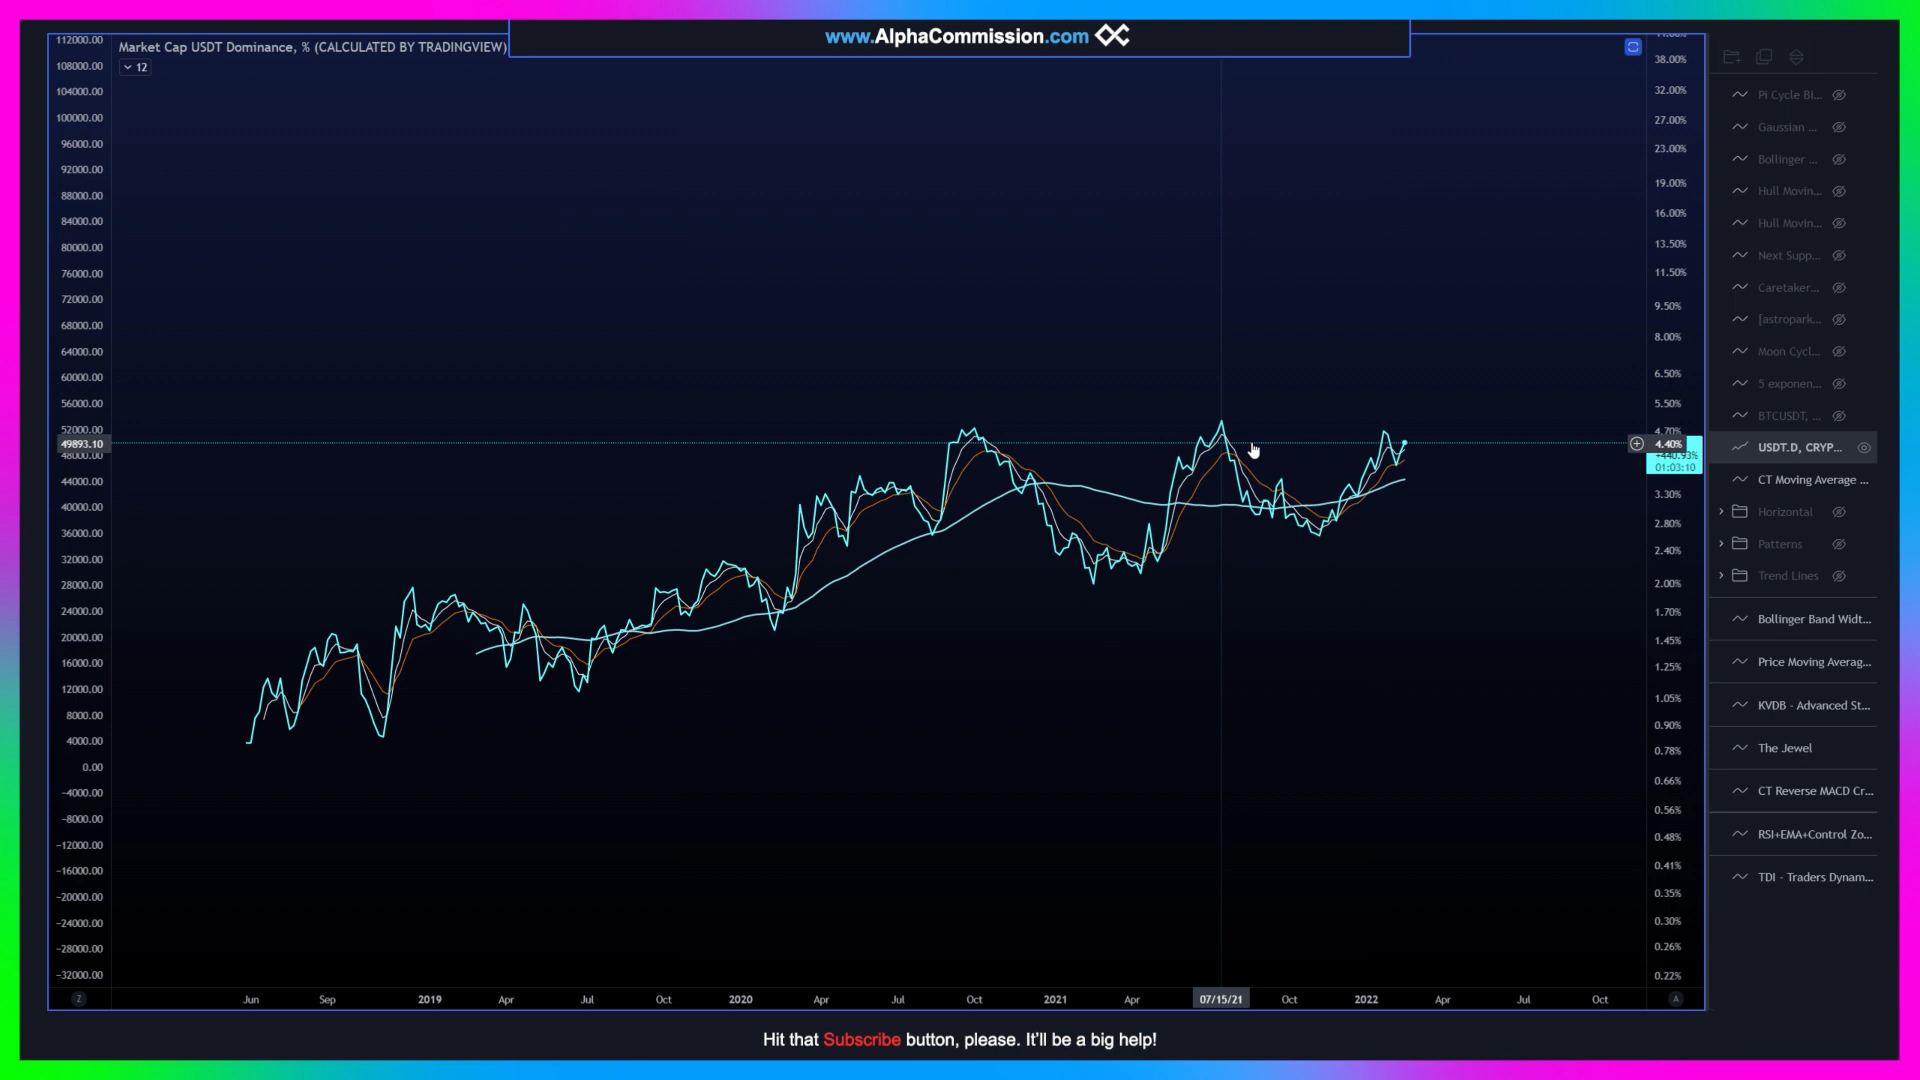 www.AlphaCommission.com
Market Cap USDT Dominance, % (CALCULATED BY TRADINGVIEW)
12
112000.00
108000.00
104000.00
100000.00
96000.00
92000.00
88000.00
84000.00
80000.00
76000.00
72000.00
68000.00
64000.00
60000.00
56000.00
52000.00
49893.10
48000.00
44000.00
40000.00
36000.00
32000.00
28000.00
24000.00
20000.00
16000.00
12000.00
8000.00
4000.00
0.00
−4000.00
−8000.00
−12000.00
−16000.00
−20000.00
−24000.00
−28000.00
−32000.00
38.00%
32.00%
27.00%
23.00%
19.00%
16.00%
13.50%
11.50%
9.50%
8.00%
6.50%
5.50%
4.70%
4.40%
+440.93%
01:03:10
3.30%
2.80%
2.40%
2.00%
1.70%
1.45%
1.25%
1.05%
0.90%
0.78%
0.66%
0.56%
0.48%
0.41%
0.35%
0.30%
0.26%
0.22%
Z
Jun
Sep
2019
Apr
Jul
Oct
2020
Apr
Jul
Oct
2021
Apr
07/15/21
Oct
2022
Apr
Jul
Oct
A
Pi Cycle Bi...
Gaussian ...
Bollinger ...
Hull Movin...
Hull Movin...
Next Supp...
Caretaker...
[astropark...
Moon Cycl...
5 exponen...
BTCUSDT, ...
USDT.D, CRYP...
CT Moving Average ...
Horizontal
Patterns
Trend Lines
Bollinger Band Widt...
Price Moving Averag...
KVDB - Advanced St...
The Jewel
CT Reverse MACD Cr...
RSI+EMA+Control Zo...
TDI - Traders Dynam...
Hit that Subscribe button, please. It'll be a big help!